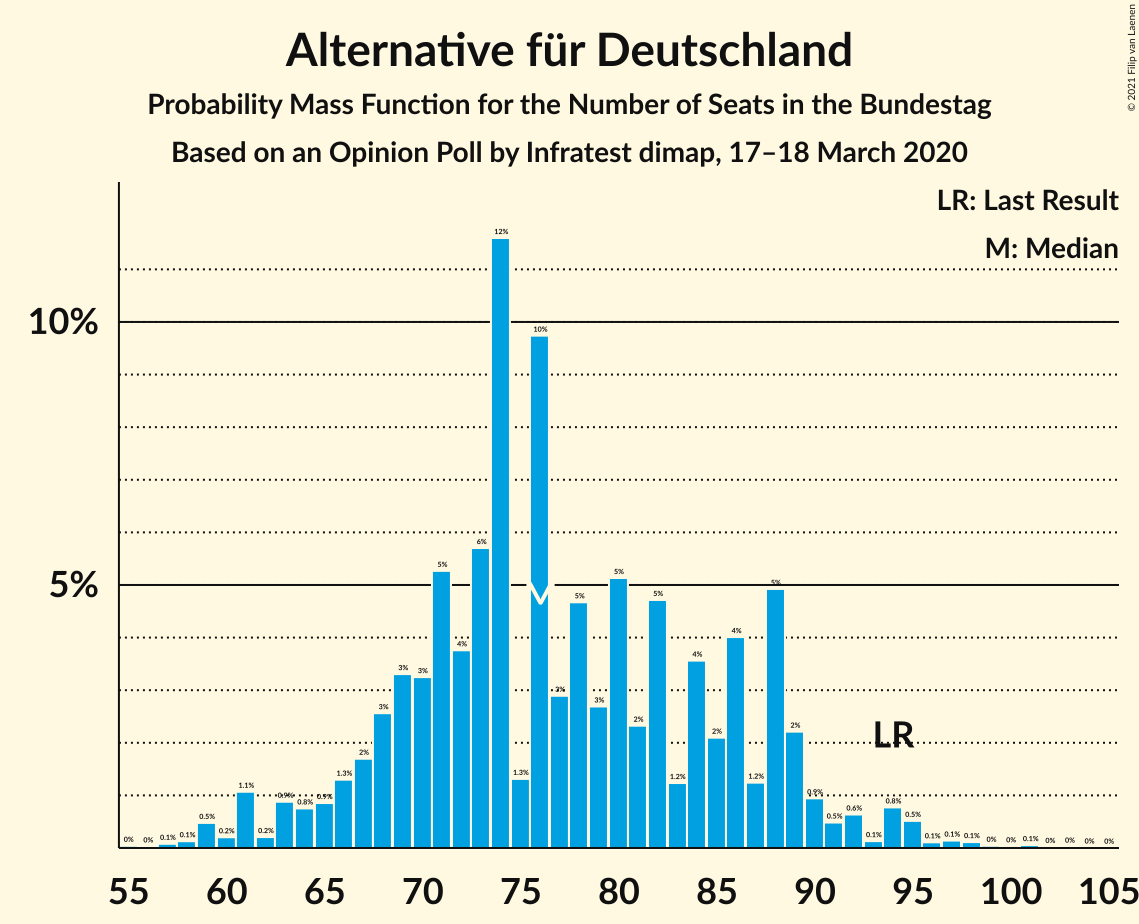 © 2021 Filip van Laenen
Alternative für Deutschland
Probability Mass Function for the Number of Seats in the Bundestag
Based on an Opinion Poll by Infratest dimap, 17–18 March 2020
LR: Last Result
M: Median
10%
5%
0% 0% 0.1% 0.1% 0.5% 0.2% 1.1% 0.2% 0.9% 0.8% 0.9% 1.3% 2% 3% 3% 3% 5% 4% 6% 12% 1.3% 10% 3% 5% 3% 5% 2% 5% 1.2% 4% 2% 4% 1.2% 5% 2% 0.9% 0.5% 0.6% 0.1% 0.8% 0.5% 0.1% 0.1% 0.1% 0% 0% 0.1% 0% 0% 0% 0%
LR
55 60 65 70 75 80 85 90 95 100 105